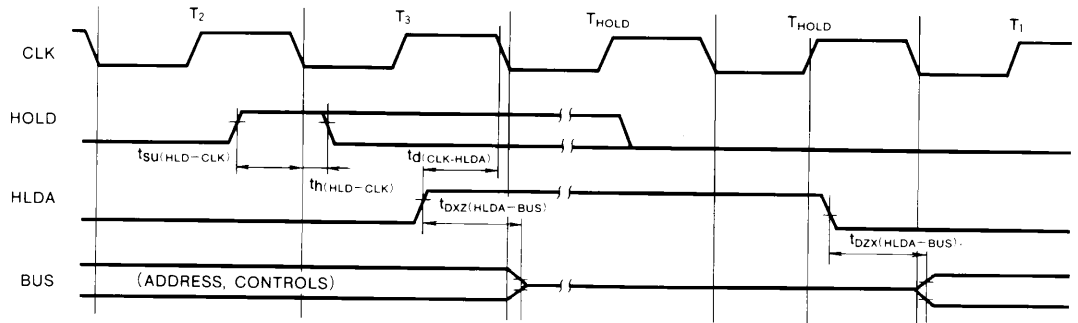 T2 T3 THOLD THOLD T1
CLK
HOLD
tsu(HLD-CLK)
th(HLD-CLK)
td(CLK-HLDA)
HLDA
tDXZ(HLDA-BUS)
tDZX(HLDA-BUS)
BUS
(ADDRESS, CONTROLS)